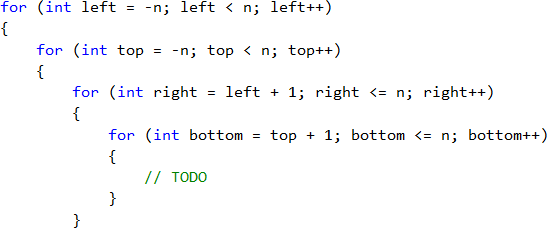 for (int left = -n; left < n; left++)
{
    for (int top = -n; top < n; top++)
    {
        for (int right = left + 1; right <= n; right++)
        {
            for (int bottom = top + 1; bottom <= n; bottom++)
            {
                // TODO
            }
        }